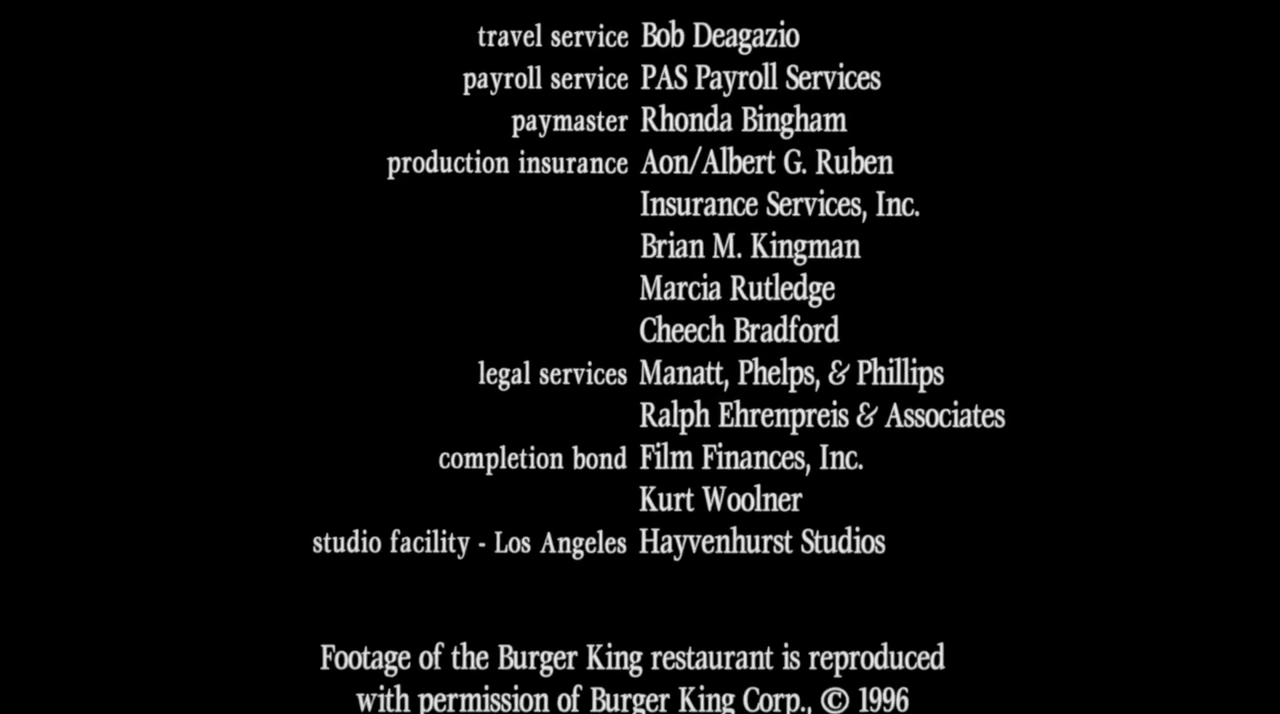 travel service Bob Deagazio
payroll service PAS Payroll Services
paymaster Rhonda Bingham
production insurance Aon/Albert G. Ruben
Insurance Services, Inc.
Brian M. Kingman
Marcia Rutledge
Cheech Bradford
legal services Manatt, Phelps, & Phillips
Ralph Ehrenpreis & Associates
completion bond Film Finances, Inc.
Kurt Woolner
studio facility - Los Angeles Hayvenhurst Studios
Footage of the Burger King restaurant is reproduced
with permission of Burger King Corp., © 1996